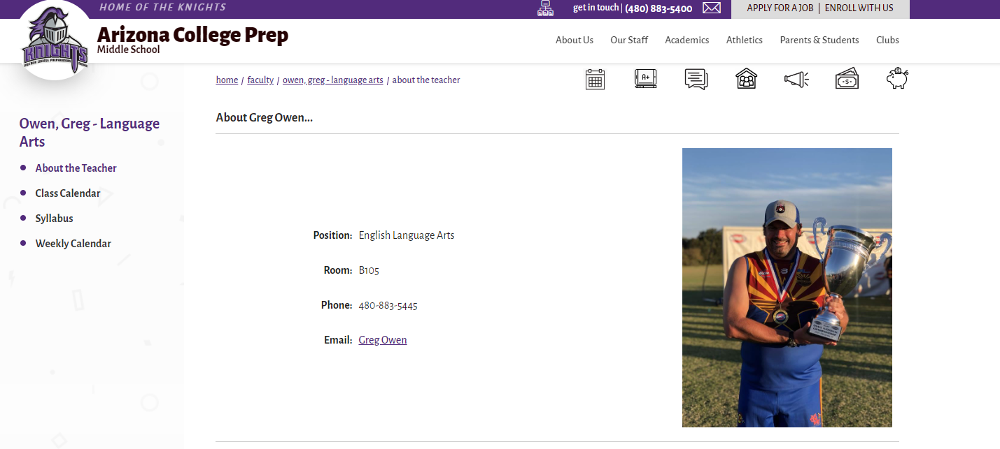 HOME OF THE KNIGHTS
get in touch | (480) 883-5400
APPLY FOR A JOB | ENROLL WITH US
KNIGHTS
Arizona College Prep
Middle School
About Us
Our Staff
Academics
Athletics
Parents & Students
Clubs
home / faculty / owen, greg - language arts / about the teacher
A+
Owen, Greg - Language
Arts
About the Teacher
Class Calendar
Syllabus
Weekly Calendar
About Greg Owen...
Position: English Language Arts
Room: B105
Phone: 480-883-5445
Email: Greg Owen